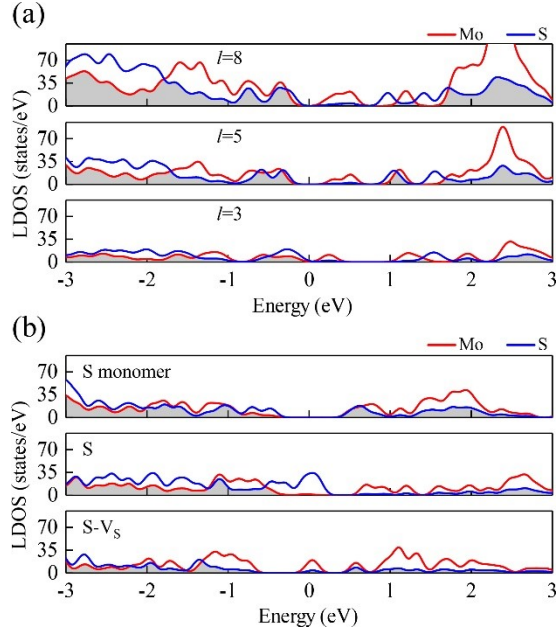 (a)
Mo S
LDOS (states/eV)
70
35
0
l=8
70
35
0
l=5
70
35
0
l=3
-3 -2 -1 0 1 2 3
Energy (eV)
(b)
Mo S
LDOS (states/eV)
70
35
0
S monomer
70
35
0
S
70
35
0
S-V_S
-3 -2 -1 0 1 2 3
Energy (eV)